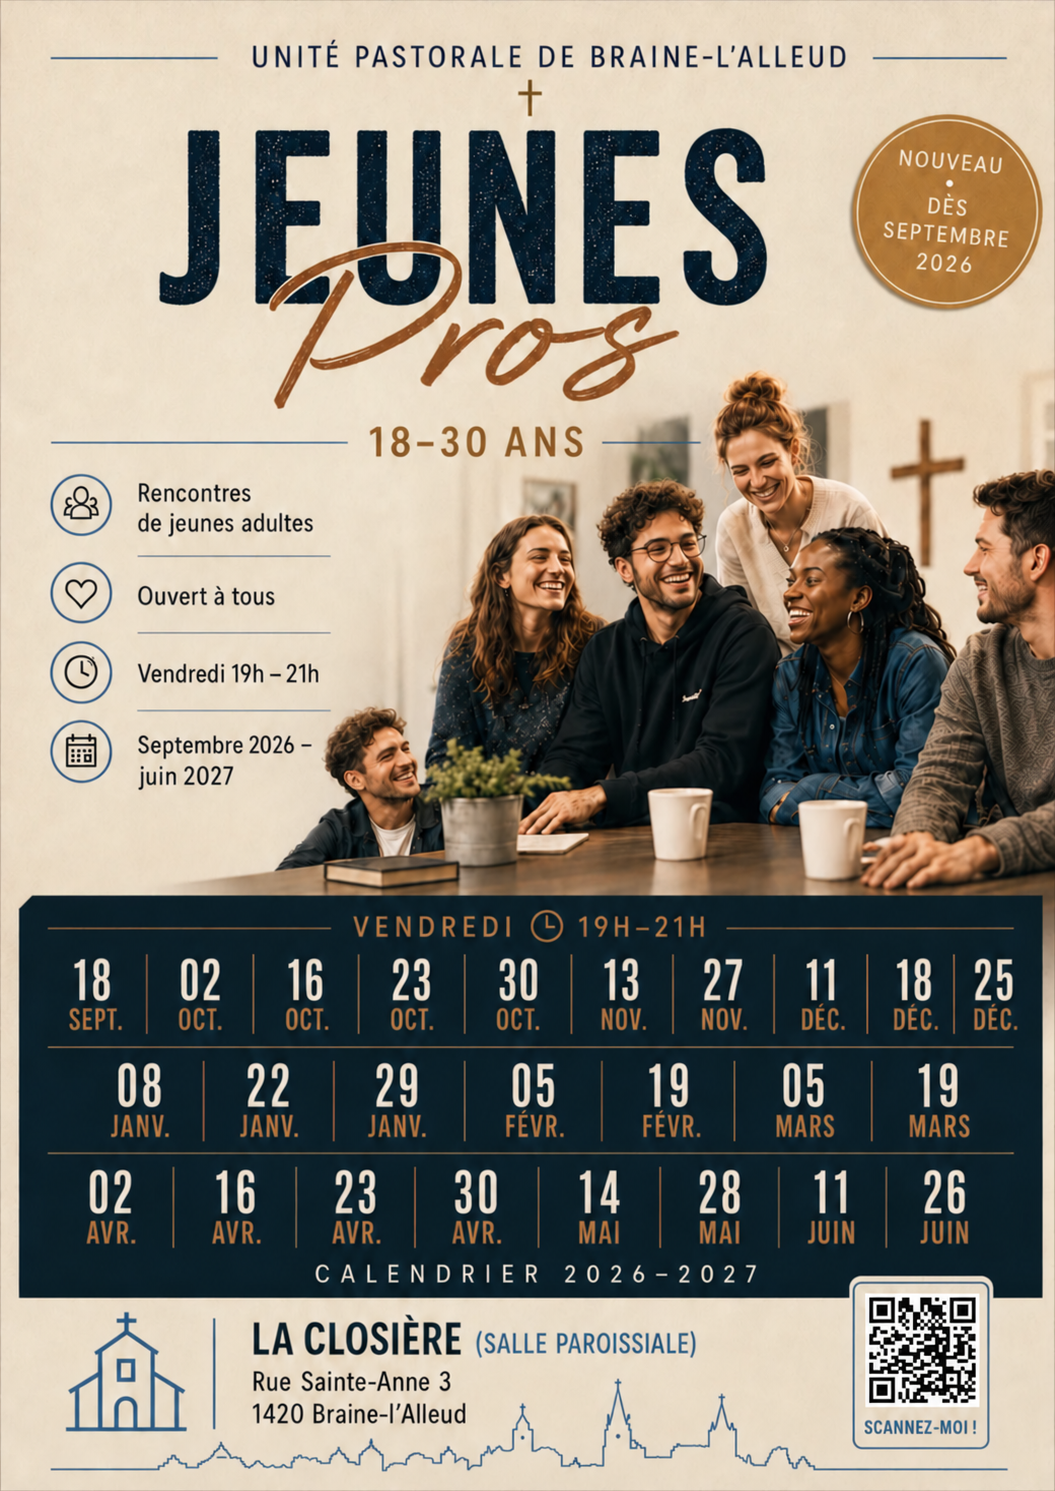 UNITÉ PASTORALE DE BRAINE-L'ALLEUD
JEUNES
Pros
NOUVEAU
DÈS
SEPTEMBRE
2026
18–30 ANS
Rencontres
de jeunes adultes
Ouvert à tous
Vendredi 19h – 21h
Septembre 2026 –
juin 2027
VENDREDI 19H–21H
18 SEPT.
02 OCT.
16 OCT.
23 OCT.
30 OCT.
13 NOV.
27 NOV.
11 DÉC.
18 DÉC.
25 DÉC.
08 JANV.
22 JANV.
29 JANV.
05 FÉVR.
19 FÉVR.
05 MARS
19 MARS
02 AVR.
16 AVR.
23 AVR.
30 AVR.
14 MAI
28 MAI
11 JUIN
26 JUIN
CALENDRIER 2026–2027
LA CLOSIÈRE (SALLE PAROISSIALE)
Rue Sainte-Anne 3
1420 Braine-l'Alleud
SCANNEZ-MOI !